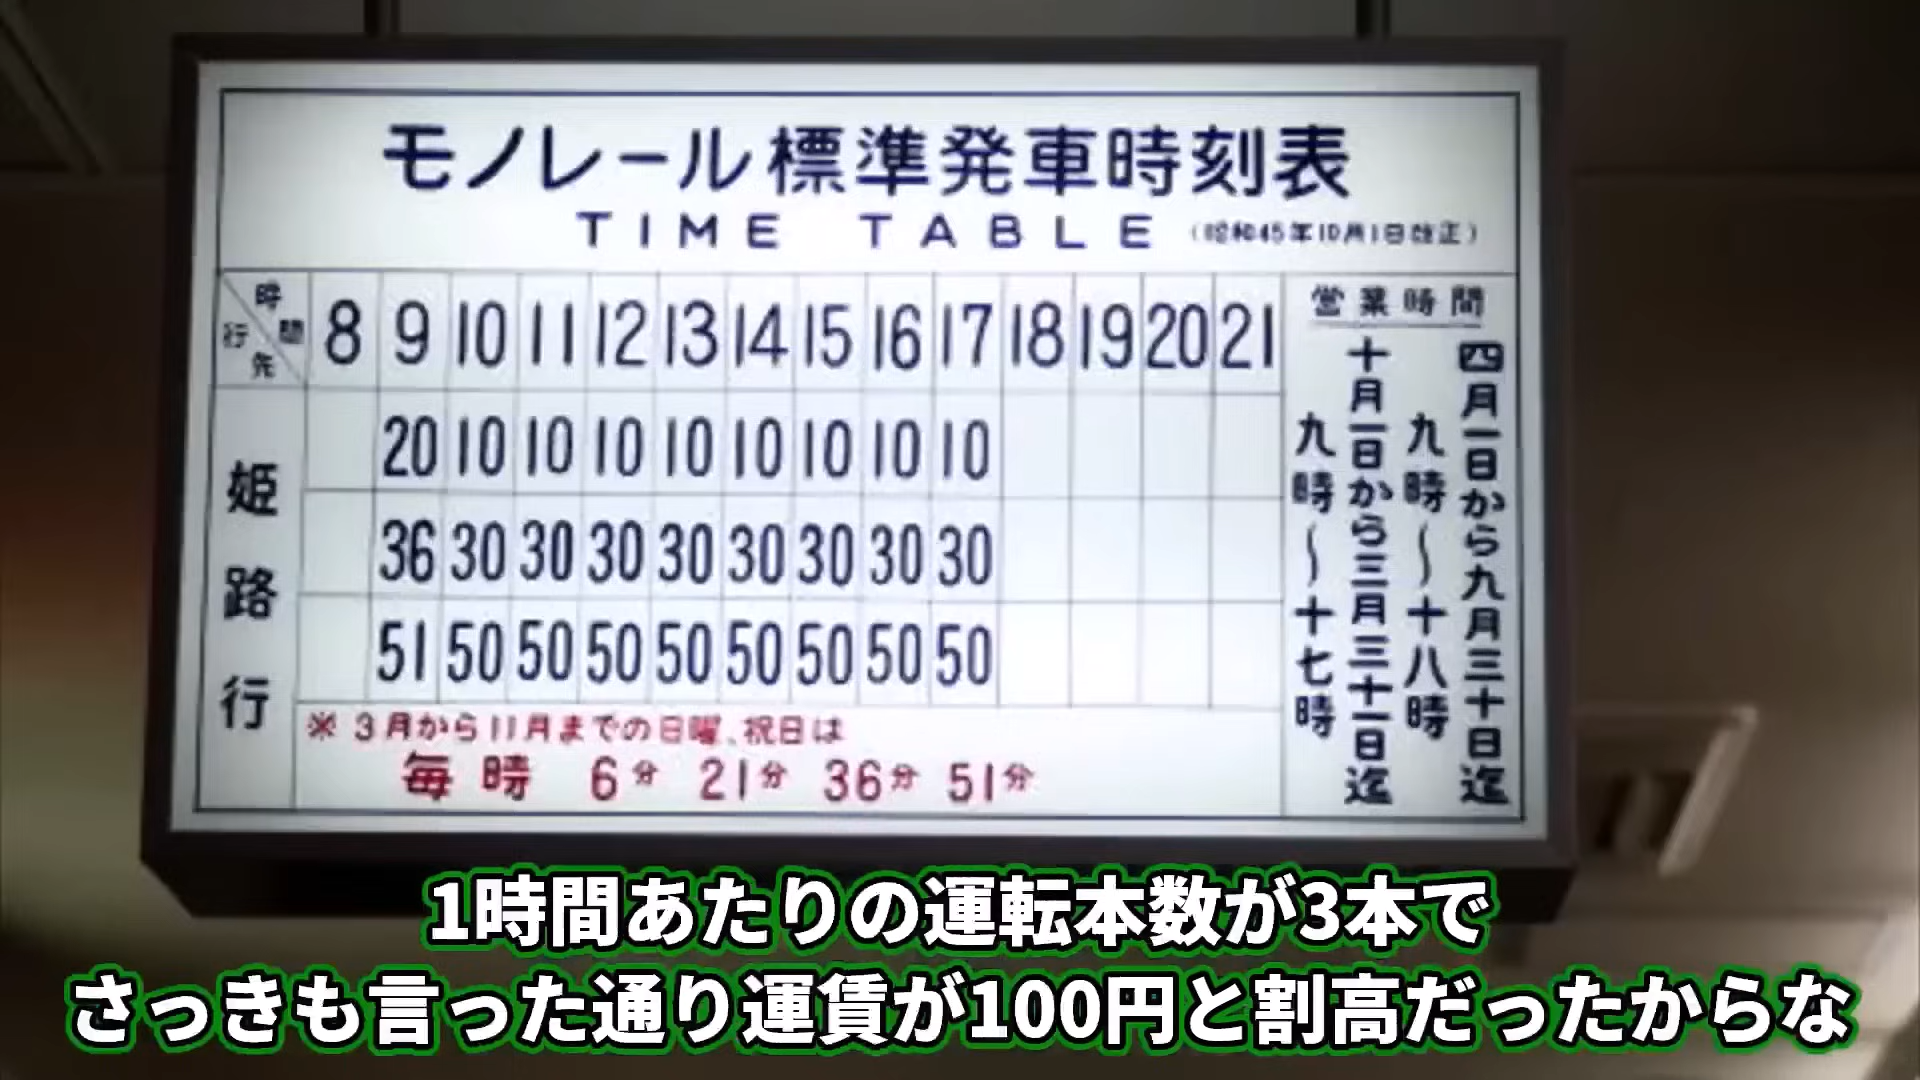 モノレール標準発車時刻表
TIME TABLE (昭和45年10月1日改正)
時間
行先
8 9 10 11 12 13 14 15 16 17 18 19 20 21
姫路行
20 10 10 10 10 10 10 10 10
36 30 30 30 30 30 30 30 30
51 50 50 50 50 50 50 50 50
※ 3月から11月までの日曜、祝日は
毎時 6分 21分 36分 51分
営業時間
四月一日から九月三十日迄
九時〜十八時
十月一日から三月三十一日迄
九時〜十七時
1時間あたりの運転本数が3本で
さっきも言った通り運賃が100円と割高だったからな